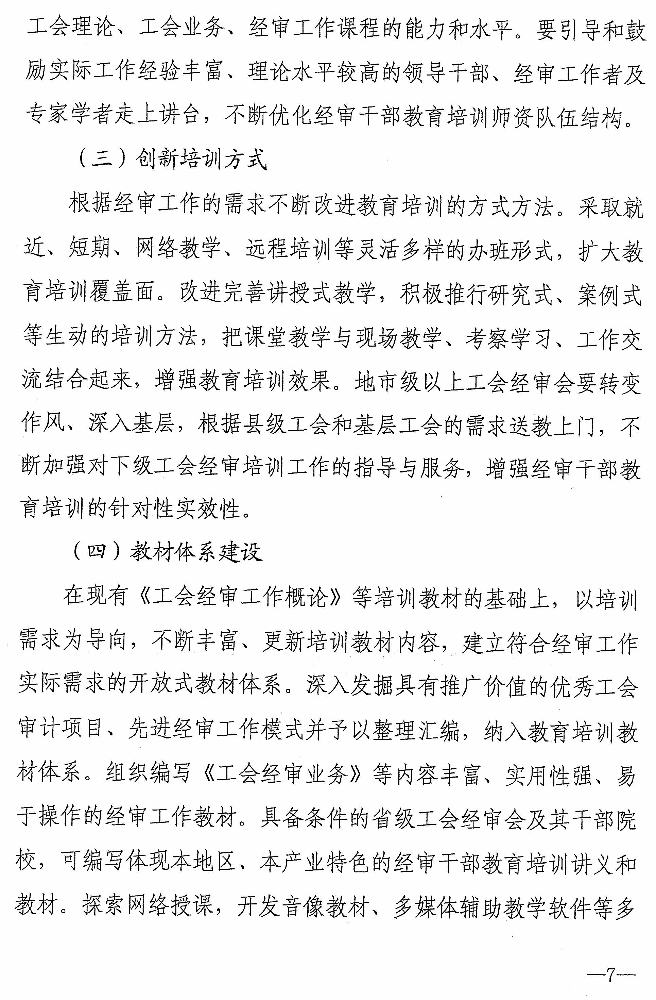 工会理论、工会业务、经审工作课程的能力和水平。要引导和鼓
励实际工作经验丰富、理论水平较高的领导干部、经审工作者及
专家学者走上讲台，不断优化经审干部教育培训师资队伍结构。
（三）创新培训方式
根据经审工作的需求不断改进教育培训的方式方法。采取就
近、短期、网络教学、远程培训等灵活多样的办班形式，扩大教
育培训覆盖面。改进完善讲授式教学，积极推行研究式、案例式
等生动的培训方法，把课堂教学与现场教学、考察学习、工作交
流结合起来，增强教育培训效果。地市级以上工会经审会要转变
作风、深入基层，根据县级工会和基层工会的需求送教上门，不
断加强对下级工会经审培训工作的指导与服务，增强经审干部教
育培训的针对性实效性。
（四）教材体系建设
在现有《工会经审工作概论》等培训教材的基础上，以培训
需求为导向，不断丰富、更新培训教材内容，建立符合经审工作
实际需求的开放式教材体系。深入发掘具有推广价值的优秀工会
审计项目、先进经审工作模式并予以整理汇编，纳入教育培训教
材体系。组织编写《工会经审业务》等内容丰富、实用性强、易
于操作的经审工作教材。具备条件的省级工会经审会及其干部院
校，可编写体现本地区、本产业特色的经审干部教育培训讲义和
教材。探索网络授课，开发音像教材、多媒体辅助教学软件等多
—7—